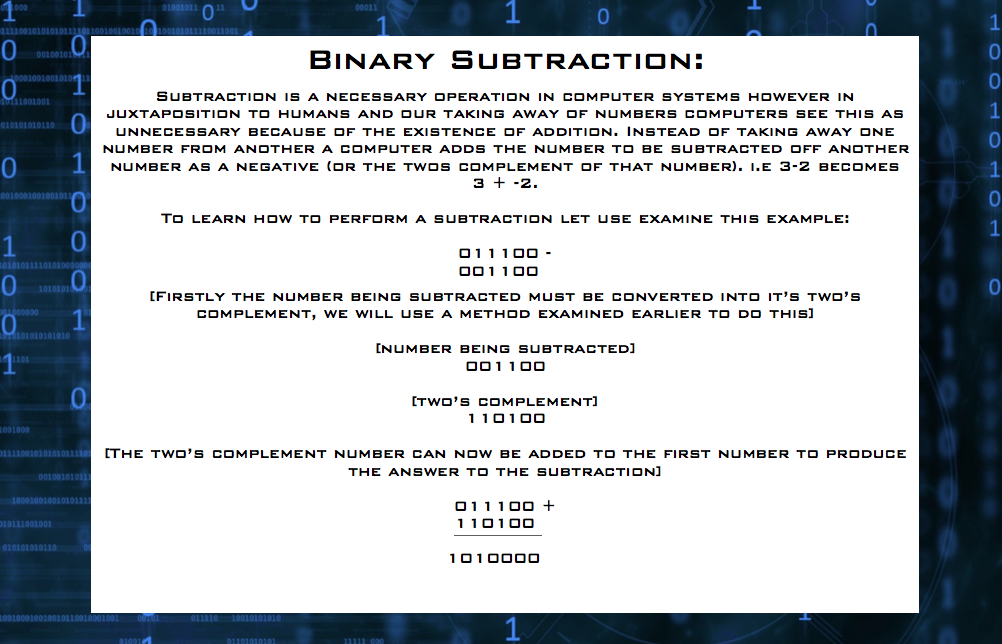 Binary Subtraction:
Subtraction is a necessary operation in computer systems however in
juxtaposition to humans and our taking away of numbers computers see this as
unnecessary because of the existence of addition. Instead of taking away one
number from another a computer adds the number to be subtracted off another
number as a negative (or the twos complement of that number). i.e 3-2 becomes
3 + -2.
To learn how to perform a subtraction let use examine this example:
011100 -
001100
[Firstly the number being subtracted must be converted into it's two's
complement, we will use a method examined earlier to do this]
[number being subtracted]
001100
[two's complement]
110100
[The two's complement number can now be added to the first number to produce
the answer to the subtraction]
011100 +
110100
1010000